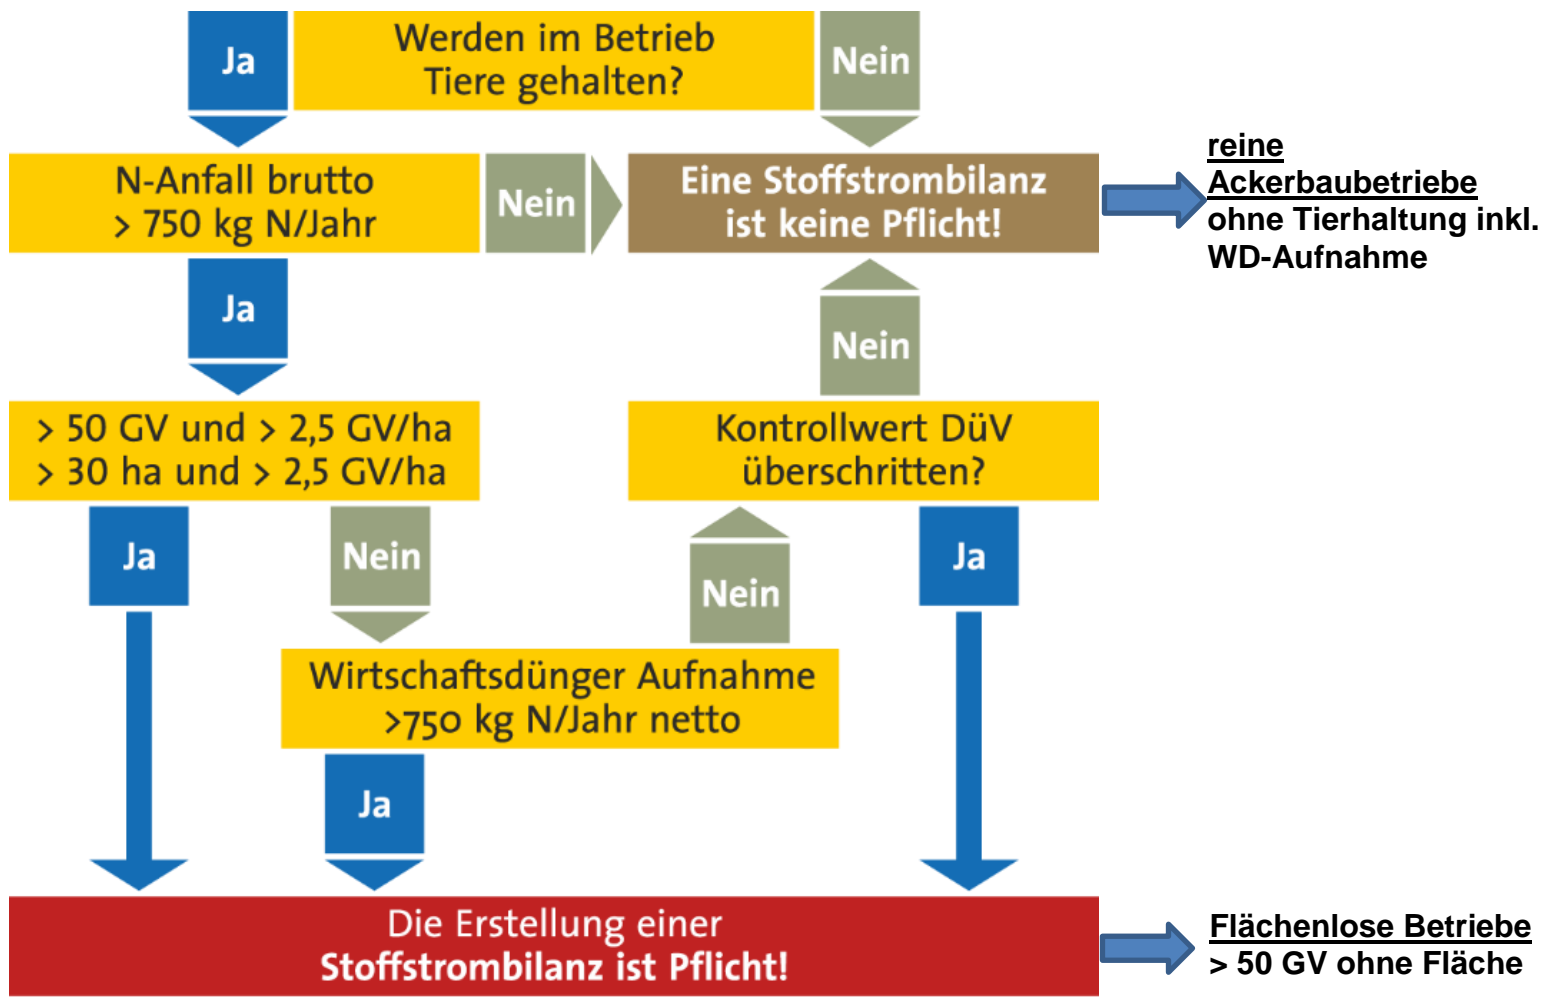 Ja
Werden im Betrieb
Tiere gehalten?
Nein
N-Anfall brutto
> 750 kg N/Jahr
Nein
Eine Stoffstrombilanz
ist keine Pflicht!
reine
Ackerbaubetriebe
ohne Tierhaltung inkl.
WD-Aufnahme
Ja
Nein
> 50 GV und > 2,5 GV/ha
> 30 ha und > 2,5 GV/ha
Kontrollwert DüV
überschritten?
Ja
Nein
Nein
Ja
Wirtschaftsdünger Aufnahme
>750 kg N/Jahr netto
Ja
Die Erstellung einer
Stoffstrombilanz ist Pflicht!
Flächenlose Betriebe
> 50 GV ohne Fläche